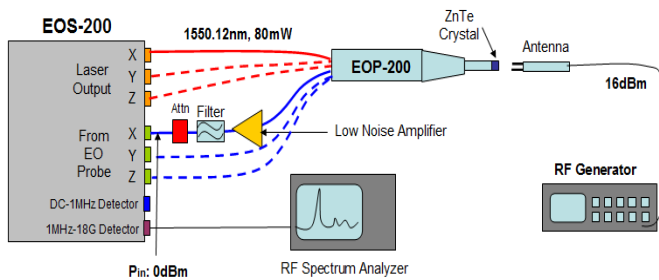 EOS-200
1550.12nm, 80mW
ZnTe
Crystal
Antenna
16dBm
X
Laser
Output
Y
Z
EOP-200
Attn
Filter
Low Noise Amplifier
From
EO
Probe
X
Y
Z
DC-1MHz Detector
1MHz-18G Detector
RF Generator
Pin: 0dBm
RF Spectrum Analyzer